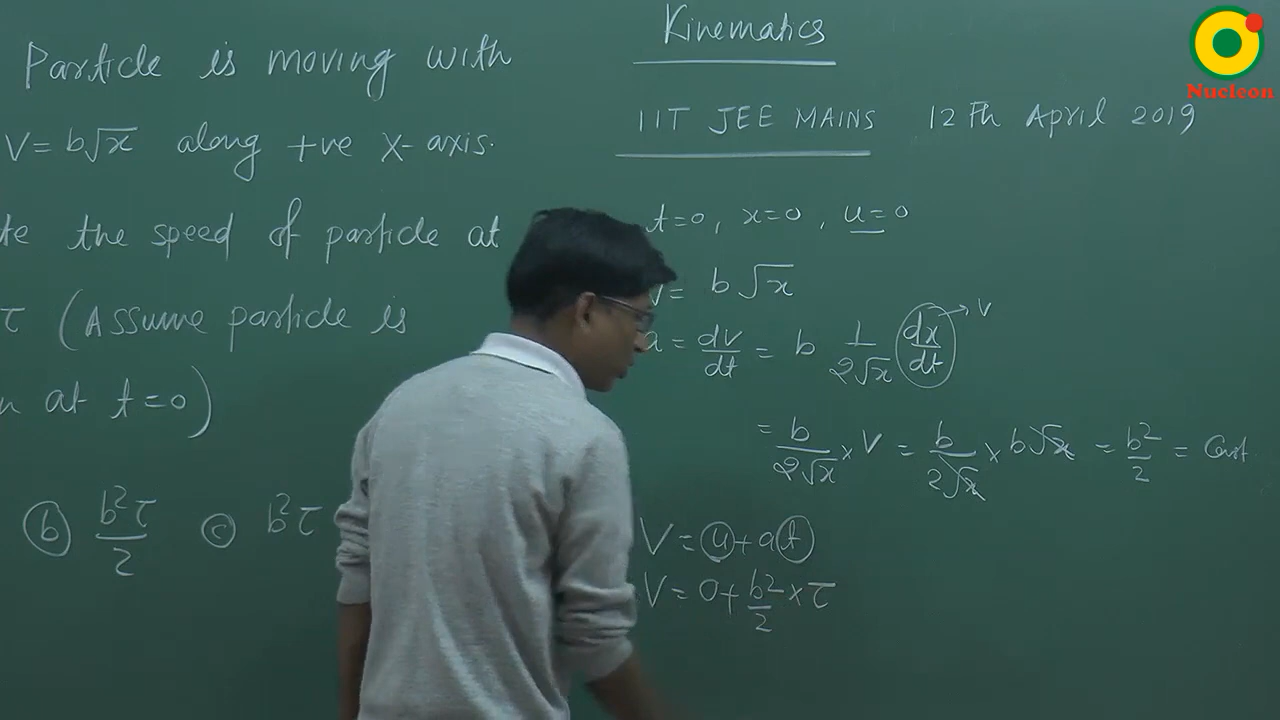 Particle is moving with
V = b√x along +ve X-axis.
the speed of particle at
τ (Assume particle is
at t=0)
(b) b²τ/2 (c) b²τ
Kinematics
IIT JEE MAINS 12Th April 2019
t=0, x=0, u=0
V = b√x
a = dv/dt = b 1/2√x (dx/dt) → V
= b/2√x × V = b/2√x × b√x = b²/2 = Const
V = u + at
V = 0 + b²/2 × τ
Nucleon